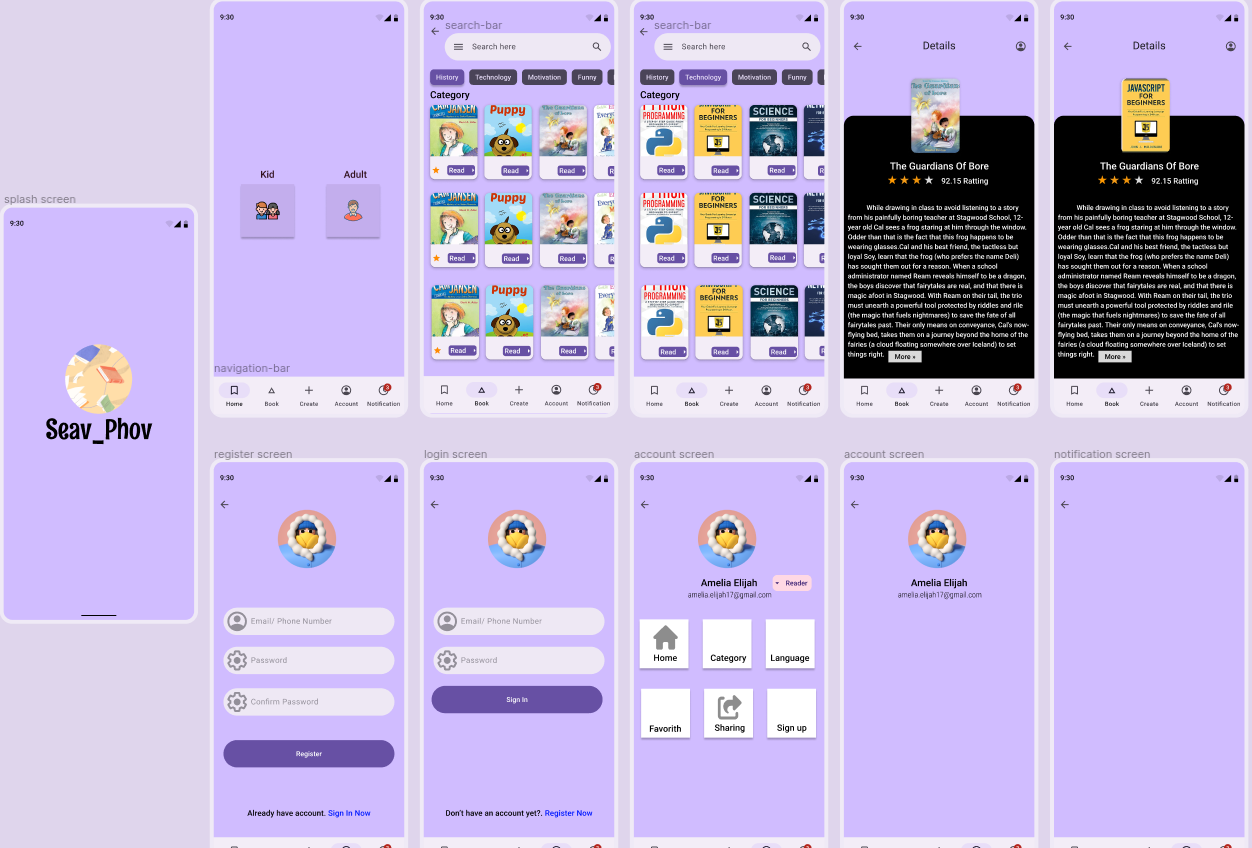 splash screen
9:30
Seav_Phov
9:30
Kid
Adult
navigation-bar
Home
Book
Create
Account
3
Notification
9:30
search-bar
Search here
History
Technology
Motivation
Funny
Category
CAM JANSEN
Puppy
The Guardians
of Bore
Every
Read
Read
Read
Read
Read
Read
Read
Read
Read
Home
Book
Create
Account
3
Notification
9:30
search-bar
Search here
History
Technology
Motivation
Funny
Category
PYTHON
PROGRAMMING
JAVASCRIPT
FOR
BEGINNERS
SCIENCE
FOR BEGINNERS
Read
Read
Read
Read
Read
Read
Read
Read
Read
Home
Book
Create
Account
3
Notification
9:30
Details
The Guardians
of Bore
The Guardians Of Bore
92.15 Ratting
While drawing in class to avoid listening to a story
from his painfully boring teacher at Stagwood School, 12-
year old Cal sees a frog staring at him through the window.
Odder than that is the fact that this frog happens to be
wearing glasses.Cal and his best friend, the tactless but
loyal Soy, learn that the frog (who prefers the name Deli)
has sought them out for a reason. When a school
administrator named Ream reveals himself to be a dragon,
the boys discover that fairytales are real, and that there is
magic afoot in Stagwood. With Ream on their tail, the trio
must unearth a powerful tool protected by riddles and rile
(the magic that fuels nightmares) to save the fate of all
fairytales past. Their only means on conveyance, Cal's now-
flying bed, takes them on a journey beyond the home of the
fairies (a cloud floating somewhere over Iceland) to set
things right.
More »
Home
Book
Create
Account
3
Notification
9:30
Details
JAVASCRIPT
FOR
BEGINNERS
The Guardians Of Bore
92.15 Ratting
While drawing in class to avoid listening to a story
from his painfully boring teacher at Stagwood School, 12-
year old Cal sees a frog staring at him through the window.
Odder than that is the fact that this frog happens to be
wearing glasses.Cal and his best friend, the tactless but
loyal Soy, learn that the frog (who prefers the name Deli)
has sought them out for a reason. When a school
administrator named Ream reveals himself to be a dragon,
the boys discover that fairytales are real, and that there is
magic afoot in Stagwood. With Ream on their tail, the trio
must unearth a powerful tool protected by riddles and rile
(the magic that fuels nightmares) to save the fate of all
fairytales past. Their only means on conveyance, Cal's now-
flying bed, takes them on a journey beyond the home of the
fairies (a cloud floating somewhere over Iceland) to set
things right.
More »
Home
Book
Create
Account
3
Notification
register screen
9:30
Email/ Phone Number
Password
Confirm Password
Register
Already have account. Sign In Now
login screen
9:30
Email/ Phone Number
Password
Sign In
Don't have an account yet?. Register Now
account screen
9:30
Amelia Elijah
Reader
amelia.elijah17@gmail.com
Home
Category
Language
Favorith
Sharing
Sign up
account screen
9:30
Amelia Elijah
amelia.elijah17@gmail.com
notification screen
9:30